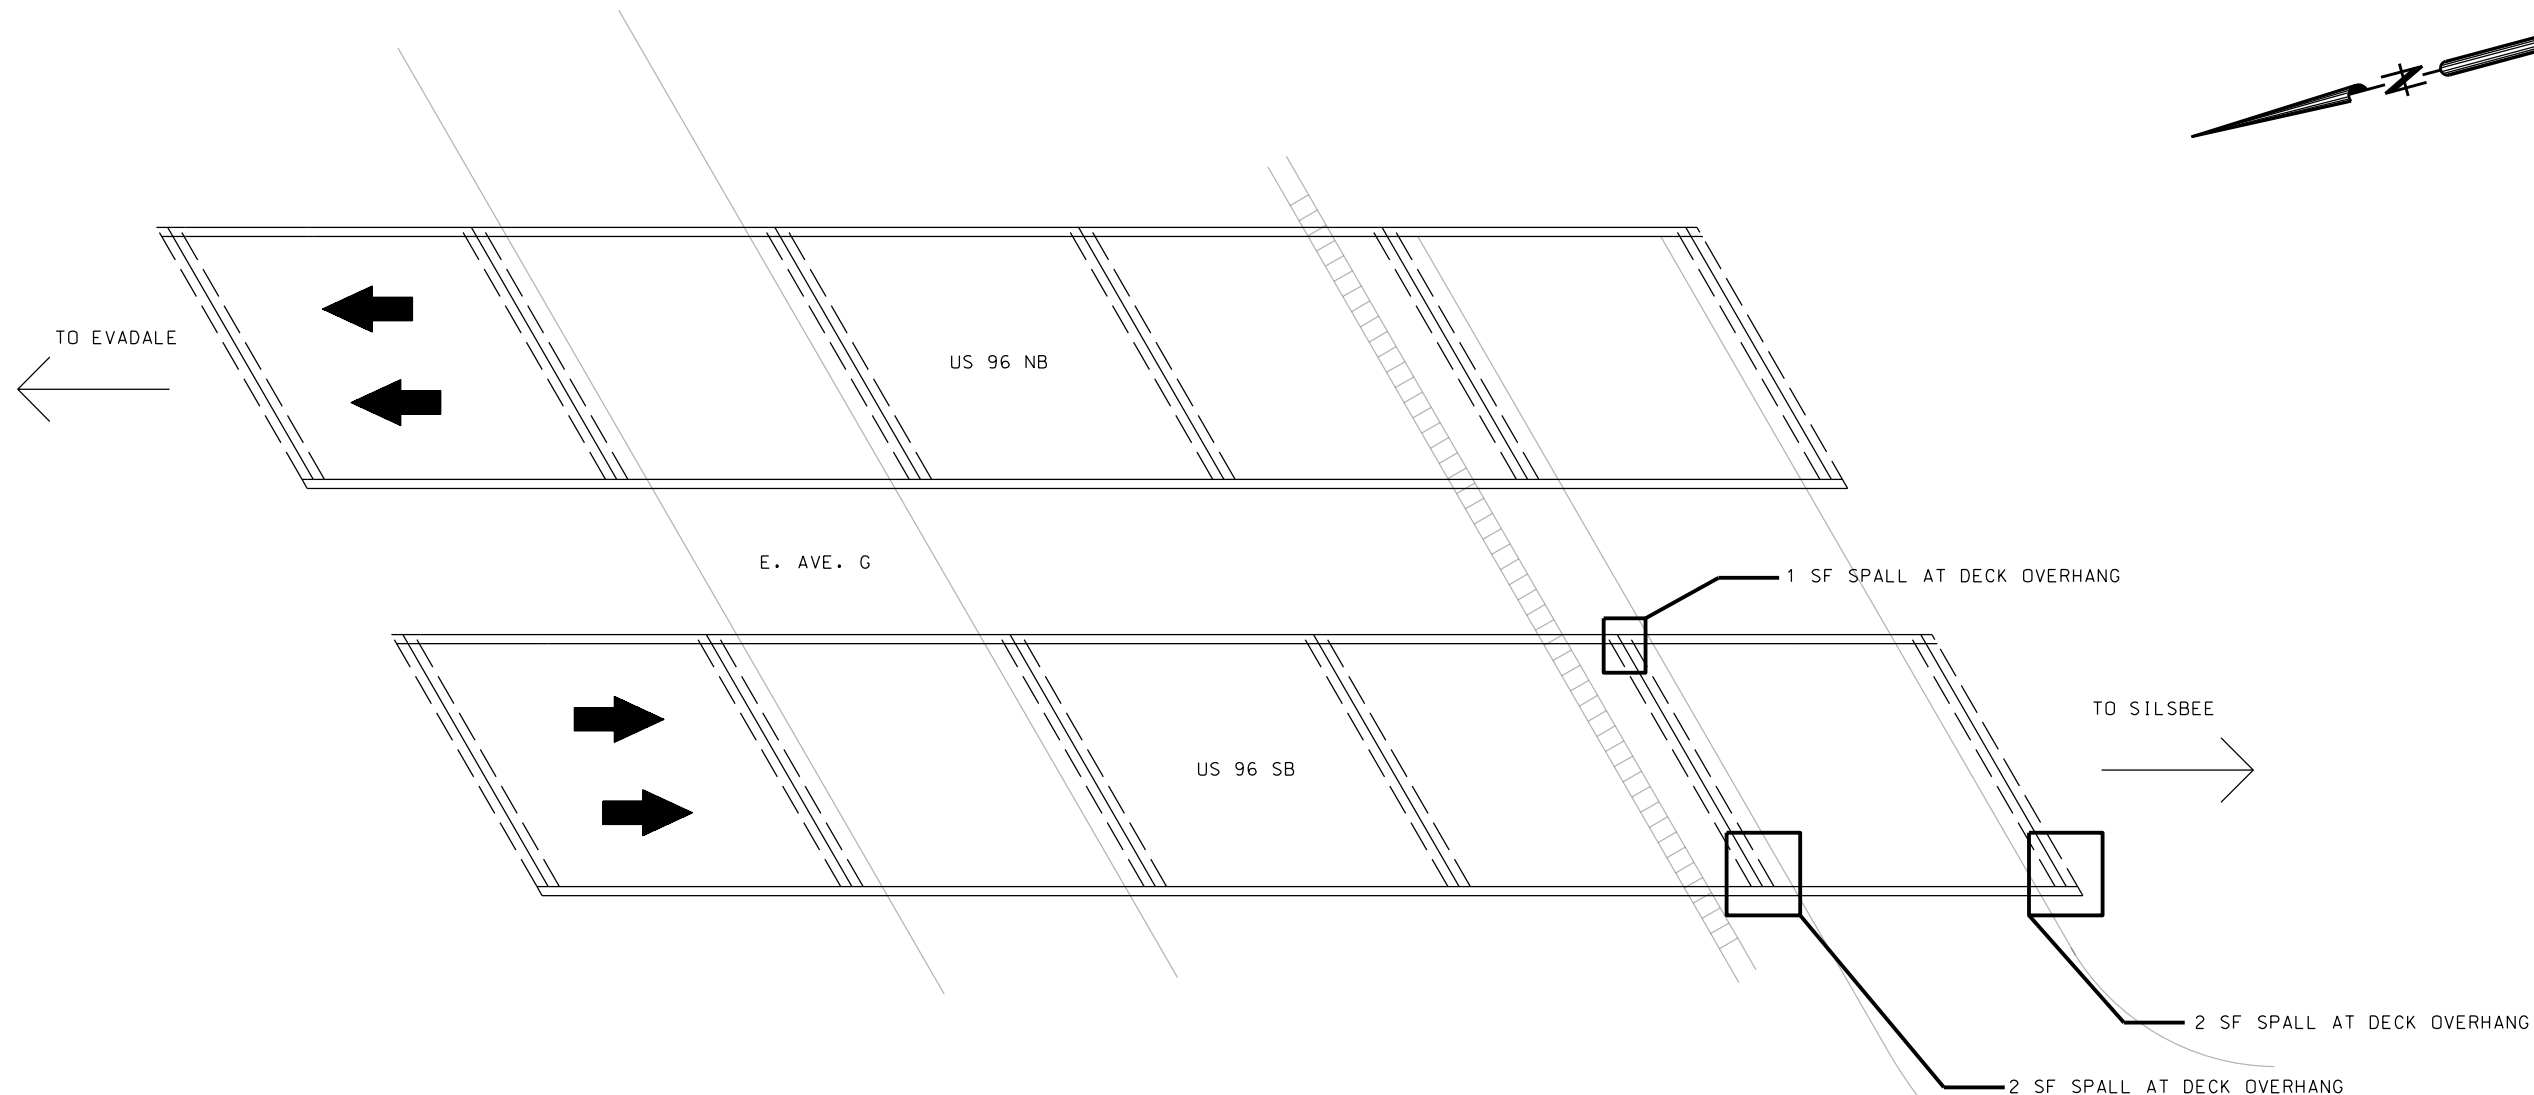 N
TO EVADALE
US 96 NB
E. AVE. G
1 SF SPALL AT DECK OVERHANG
TO SILSBEE
US 96 SB
2 SF SPALL AT DECK OVERHANG
2 SF SPALL AT DECK OVERHANG